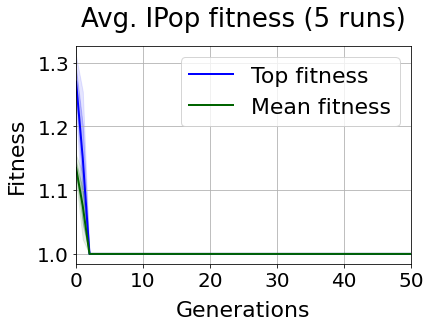 Avg. IPop fitness (5 runs)
1.3
1.2
1.1
1.0
Fitness
Top fitness
Mean fitness
0 10 20 30 40 50
Generations